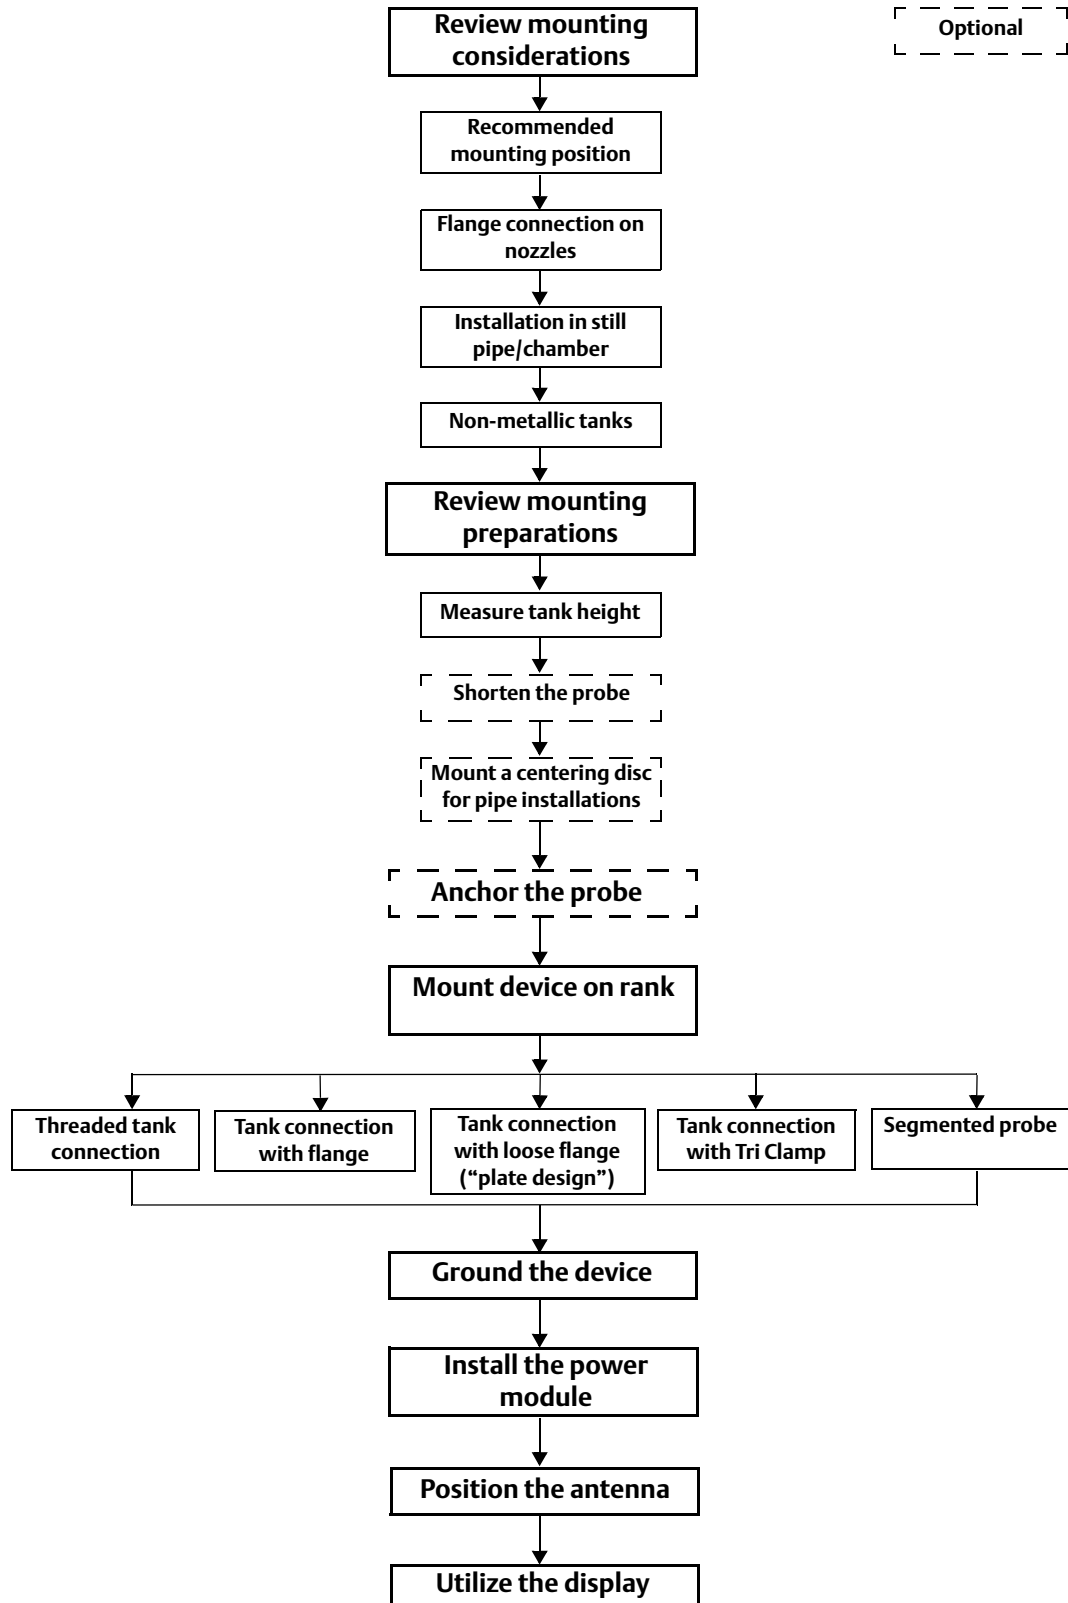 Review mounting
considerations
Optional
Recommended
mounting position
Flange connection on
nozzles
Installation in still
pipe/chamber
Non-metallic tanks
Review mounting
preparations
Measure tank height
Shorten the probe
Mount a centering disc
for pipe installations
Anchor the probe
Mount device on rank
Threaded tank
connection
Tank connection
with flange
Tank connection
with loose flange
(“plate design”)
Tank connection
with Tri Clamp
Segmented probe
Ground the device
Install the power
module
Position the antenna
Utilize the display